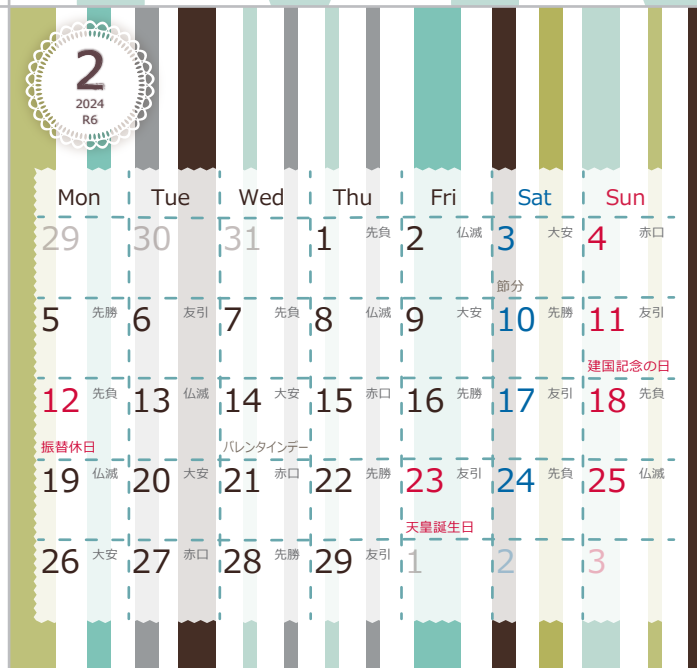 2
2024
R6
Mon Tue Wed Thu Fri Sat Sun
29 30 31 1 先負 2 仏滅 3 大安 4 赤口
節分
5 先勝 6 友引 7 先負 8 仏滅 9 大安 10 先勝 11 友引
建国記念の日
12 先負 13 仏滅 14 大安 15 赤口 16 先勝 17 友引 18 先負
振替休日 バレンタインデー
19 仏滅 20 大安 21 赤口 22 先勝 23 友引 24 先負 25 仏滅
天皇誕生日
26 大安 27 赤口 28 先勝 29 友引 1 2 3